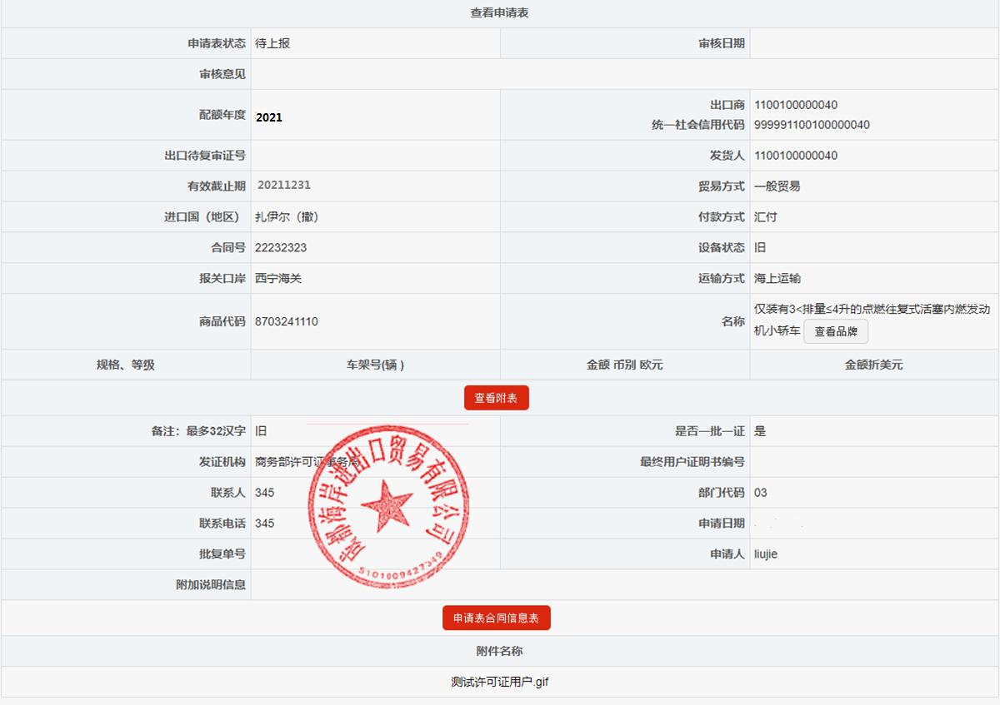 查看申请表
申请表状态 待上报 审核日期
审核意见
配额年度 2021 出口商 1100100000040
统一社会信用代码 999991100100000040
出口待复审证号 发货人 1100100000040
有效截止期 20211231 贸易方式 一般贸易
进口国（地区） 扎伊尔（撤） 付款方式 汇付
合同号 22232323 设备状态 旧
报关口岸 西宁海关 运输方式 海上运输
商品代码 8703241110 名称 仅装有3<排量≤4升的点燃往复式活塞内燃发动
机小轿车 查看品牌
规格、等级 车架号(辆 ) 金额 币别 欧元 金额折美元
查看附表
备注：最多32汉字 旧 是否一批一证 是
发证机构 商务部许可证事务局 最终用户证明书编号
联系人 345 部门代码 03
联系电话 345 申请日期
批复单号 申请人 liujie
附加说明信息
成都海岸进出口贸易有限公司
5101009427349
申请表合同信息表
附件名称
测试许可证用户.gif